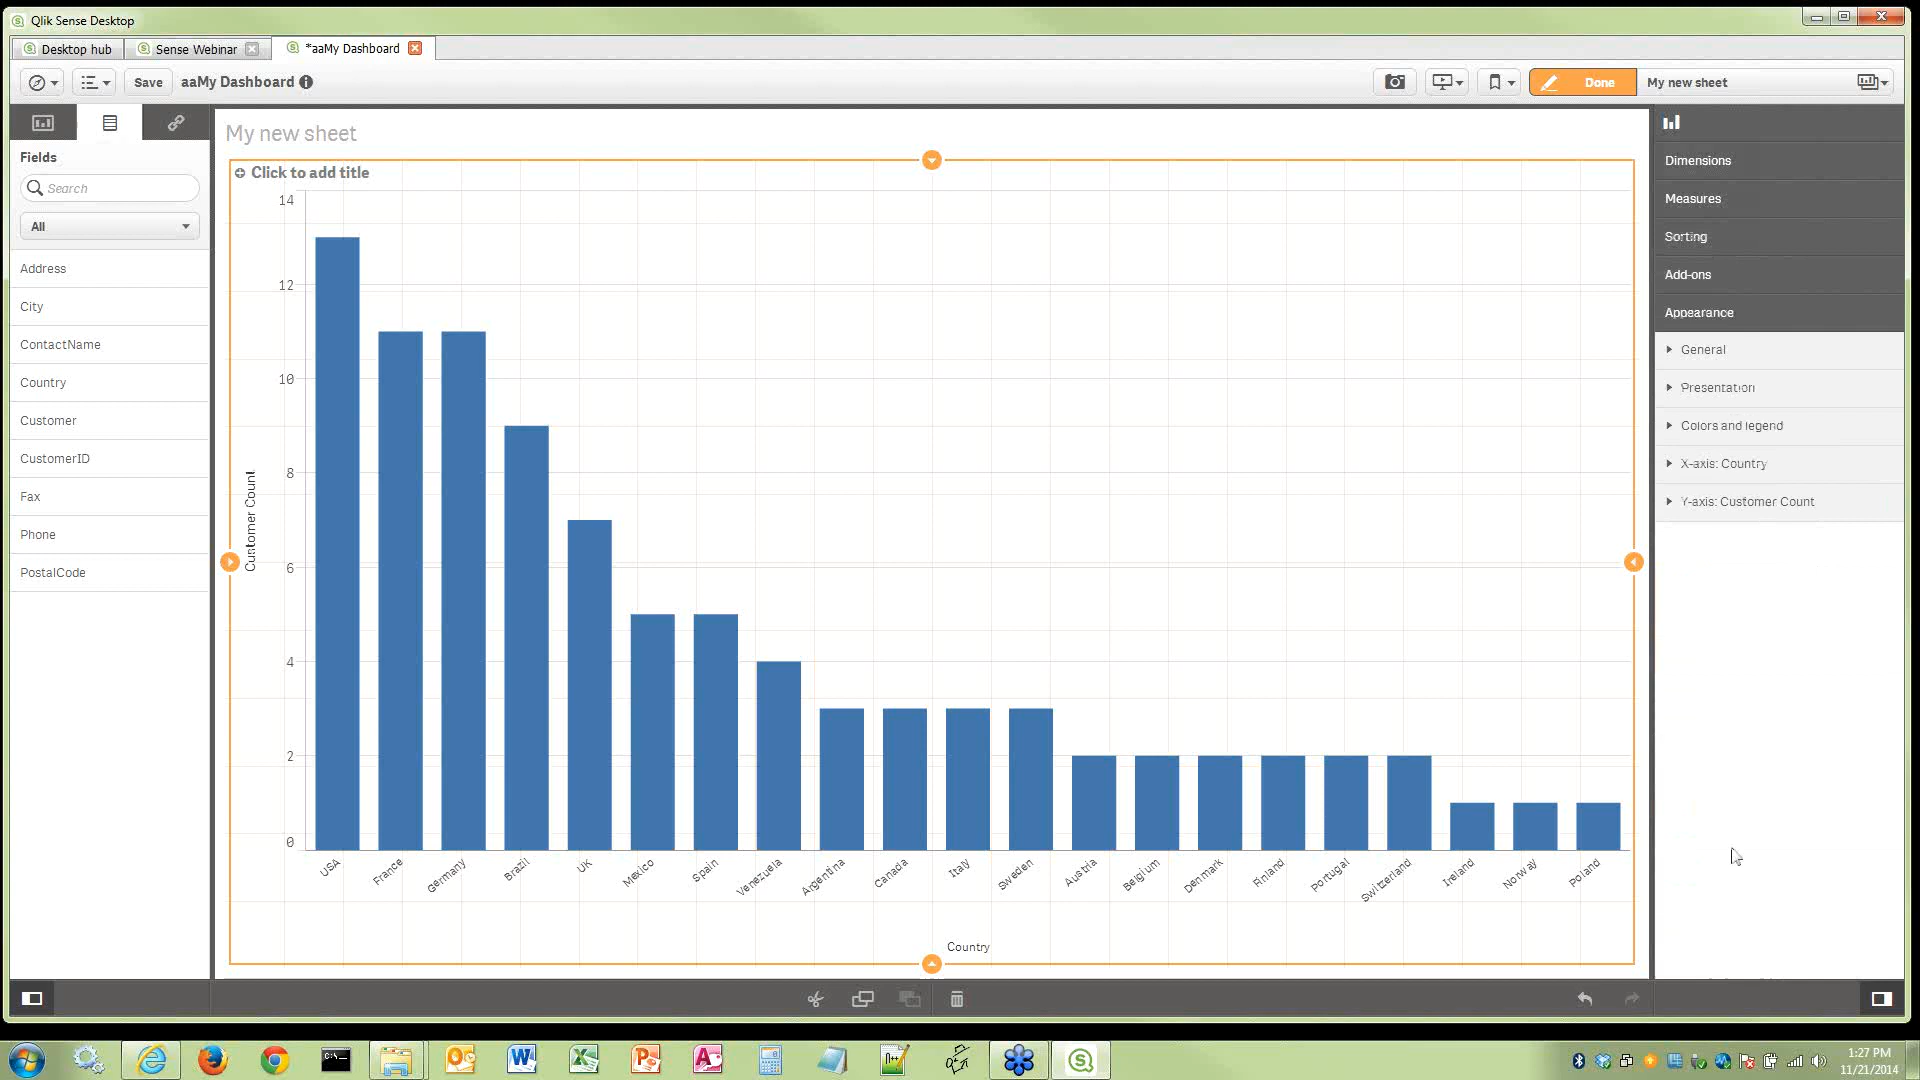 Qlik Sense Desktop
Desktop hub
Sense Webinar
*aaMy Dashboard
Save
aaMy Dashboard
Done
My new sheet
Fields
Search
All
Address
City
ContactName
Country
Customer
CustomerID
Fax
Phone
PostalCode
My new sheet
Click to add title
14
12
10
8
6
4
2
0
Customer Count
USA
France
Germany
Brazil
UK
Mexico
Spain
Venezuela
Argentina
Canada
Italy
Sweden
Austria
Belgium
Denmark
Finland
Portugal
Switzerland
Ireland
Norway
Poland
Country
Dimensions
Measures
Sorting
Add-ons
Appearance
General
Presentation
Colors and legend
X-axis: Country
Y-axis: Customer Count
1:27 PM
11/21/2014